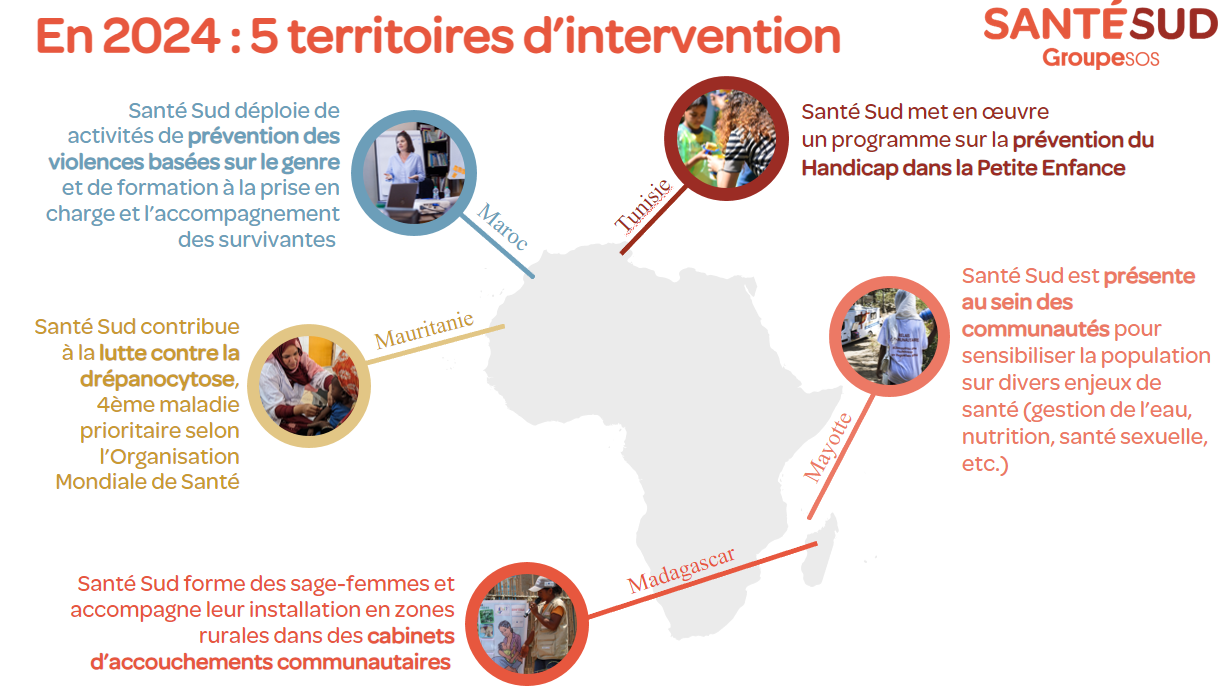 En 2024 : 5 territoires d’intervention
SANTÉ SUD
GroupeSOS
Santé Sud déploie de
activités de prévention des
violences basées sur le genre
et de formation à la prise en
charge et l’accompagnement
des survivantes
Maroc
Tunisie
Santé Sud met en œuvre
un programme sur la prévention du
Handicap dans la Petite Enfance
Santé Sud contribue
à la lutte contre la
drépanocytose,
4ème maladie
prioritaire selon
l’Organisation
Mondiale de Santé
Mauritanie
Mayotte
Santé Sud est présente
au sein des
communautés pour
sensibiliser la population
sur divers enjeux de
santé (gestion de l’eau,
nutrition, santé sexuelle,
etc.)
Santé Sud forme des sage-femmes et
accompagne leur installation en zones
rurales dans des cabinets
d’accouchements communautaires
Madagascar